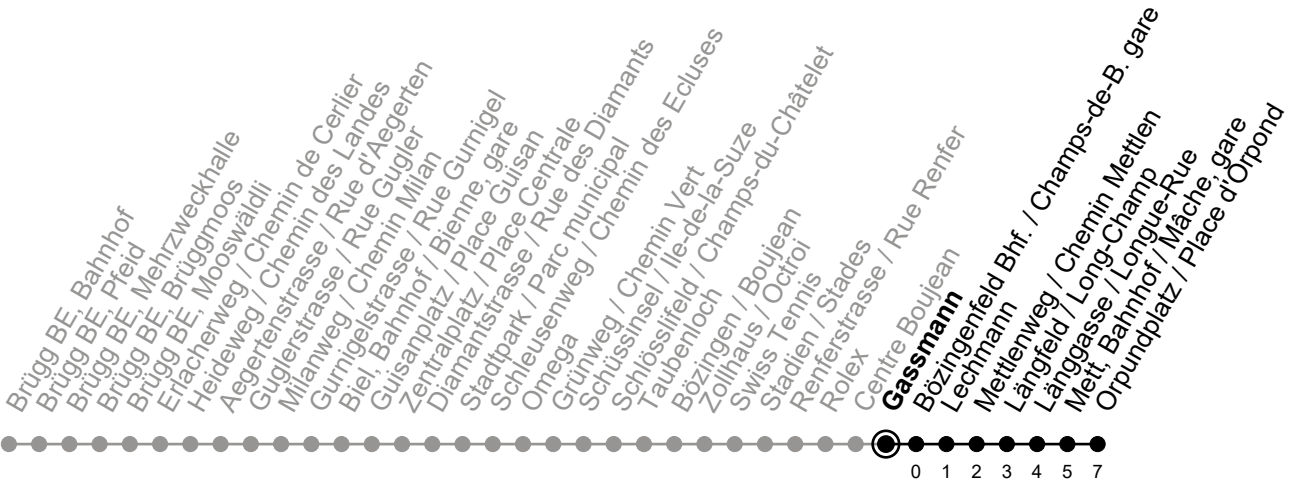 Brügg BE, Bahnhof
Brügg BE, Pfeid
Brügg BE, Mehrzweckhalle
Brügg BE, Brüggmoos
Brügg BE, Mooswäldli
Erlacherweg / Chemin de Cerlier
Heideweg / Chemin des Landes
Aegertenstrasse / Rue d'Aegerten
Guglerstrasse / Rue Gugler
Milanweg / Chemin Milan
Gurnigelstrasse / Rue Gurnigel
Biel, Bahnhof / Bienne, gare
Guisanplatz / Place Guisan
Zentralplatz / Place Centrale
Diamantstrasse / Rue des Diamants
Stadtpark / Parc municipal
Schleusenweg / Chemin des Ecluses
Omega
Grünweg / Chemin Vert
Schüssinsel / Ile-de-la-Suze
Schlösslifeld / Champs-du-Châtelet
Taubenloch
Bözingen / Boujean
Zollhaus / Octroi
Swiss Tennis
Stadien / Stades
Renferstrasse / Rue Renfer
Rolex
Centre Boujean
Gassmann
Bözingenfeld Bhf. / Champs-de-B. gare
Lechmann
Mettlenweg / Chemin Mettlen
Längfeld / Long-Champ
Länggasse / Longue-Rue
Mett, Bahnhof / Mâche, gare
Orpundplatz / Place d'Orpond
0 1 2 3 4 5 7